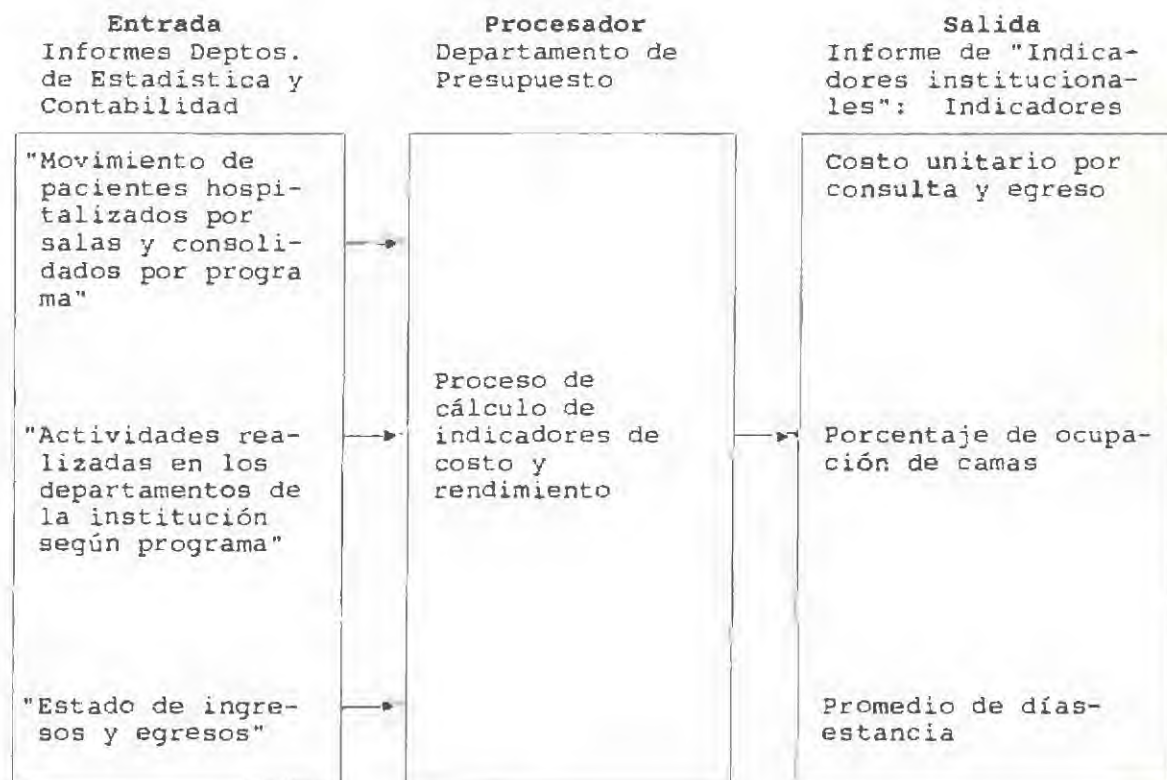 Entrada
Informes Deptos.
de Estadística y
Contabilidad
"Movimiento de
pacientes hospi-
talizados por
salas y consoli-
dados por progra
ma"
"Actividades rea-
lizadas en los
departamentos de
la institución
según programa"
"Estado de ingre-
sos y egresos"
Procesador
Departamento de
Presupuesto
Proceso de
cálculo de
indicadores de
costo y
rendimiento
Salida
Informe de "Indica-
dores instituciona-
les": Indicadores
Costo unitario por
consulta y egreso
Porcentaje de ocupa-
ción de camas
Promedio de días-
estancia